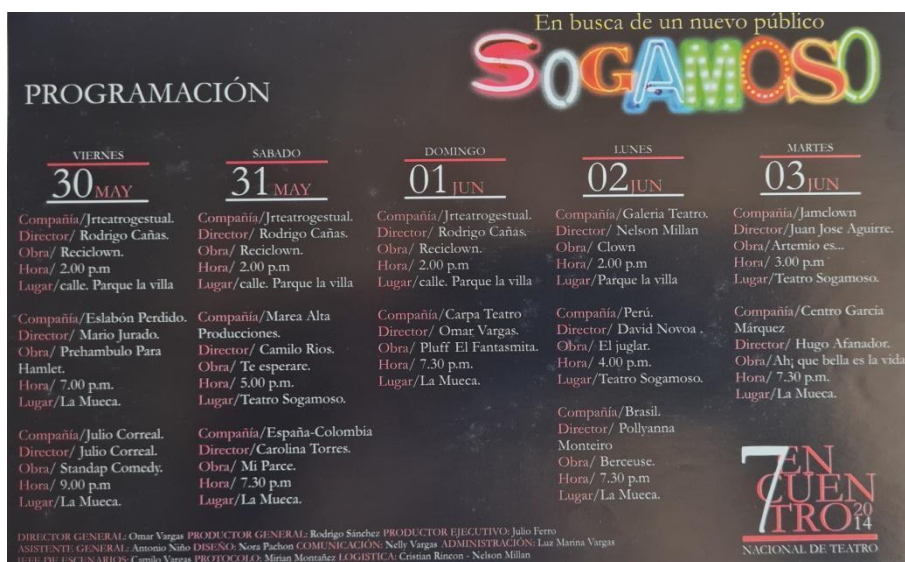 En busca de un nuevo público
SOGAMOSO
PROGRAMACIÓN
VIERNES
30 MAY
Compañía/Jrteatrogestual.
Director/ Rodrigo Cañas.
Obra/ Reciclown.
Hora/ 2.00 p.m
Lugar/calle. Parque la villa
Compañía/Eslabón Perdido.
Director/ Mario Jurado.
Obra/ Prehambulo Para
Hamlet.
Hora/ 7.00 p.m.
Lugar/La Mueca.
Compañía/Julio Correal.
Director/ Julio Correal.
Obra/ Standap Comedy.
Hora/ 9.00 p.m
Lugar/La Mueca.
SABADO
31 MAY
Compañía/Jrteatrogestual.
Director/ Rodrigo Cañas.
Obra/ Reciclown.
Hora/ 2.00 p.m
Lugar/calle. Parque la villa
Compañía/Marea Alta
Producciones.
Director/ Camilo Rios.
Obra/ Te esperare.
Hora/ 5.00 p.m.
Lugar/Teatro Sogamoso.
Compañía/España-Colombia
Director/Carolina Torres.
Obra/ Mi Parce.
Hora/ 7.30 p.m
Lugar/La Mueca.
DOMINGO
01 JUN
Compañía/Jrteatrogestual.
Director/ Rodrigo Cañas.
Obra/ Reciclown.
Hora/ 2.00 p.m
Lugar/calle. Parque la villa
Compañía/Carpa Teatro
Director/ Omar Vargas.
Obra/ Pluff El Fantasmita.
Hora/ 7.30 p.m.
Lugar/La Mueca.
LUNES
02 JUN
Compañía/Galeria Teatro.
Director/ Nelson Millan
Obra/ Clown
Hora/ 2.00 p.m
Lugar/Parque la villa
Compañía/Perú.
Director/ David Novoa .
Obra/ El juglar.
Hora/ 4.00 p.m.
Lugar/Teatro Sogamoso.
Compañía/Brasil.
Director/ Pollyanna
Monteiro
Obra/ Berceuse.
Hora/ 7.30 p.m
Lugar/La Mueca.
MARTES
03 JUN
Compañía/Jamclown
Director/Juan Jose Aguirre.
Obra/Artemio es...
Hora/ 3.00 p.m
Lugar/Teatro Sogamoso.
Compañía/Centro García
Márquez
Director/ Hugo Afanador.
Obra/Ah¡ que bella es la vida
Hora/ 7.30 p.m.
Lugar/La Mueca.
7 EN
CUEN
TRO 2014
NACIONAL DE TEATRO
DIRECTOR GENERAL: Omar Vargas PRODUCTOR GENERAL: Rodrigo Sánchez PRODUCTOR EJECUTIVO: Julio Ferro
ASISTENTE GENERAL: Antonio Niño DISEÑO: Nora Pachon COMUNICACIÓN: Nelly Vargas ADMINISTRACIÓN: Luz Marina Vargas
JEFE DE ESCENARIOS: Camilo Vargas PROTOCOLO: Mirian Montañez LOGISTICA: Cristian Rincon - Nelson Millan